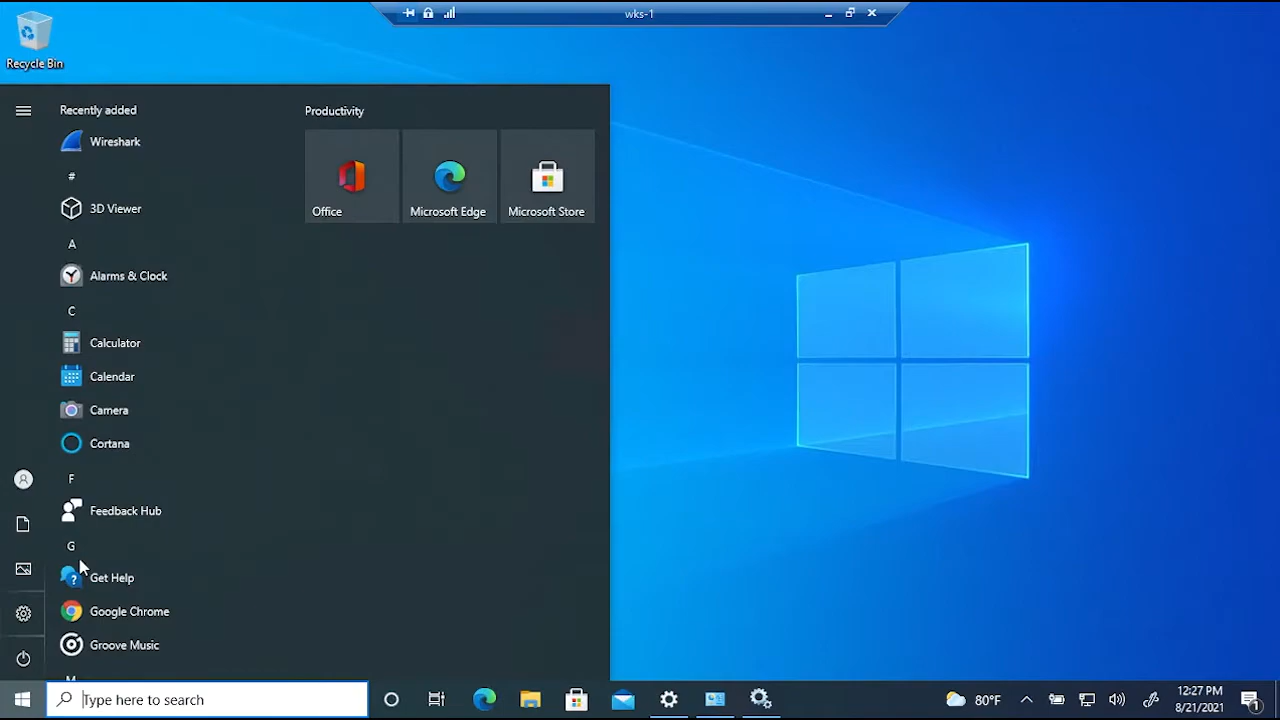 wks-1
Recycle Bin
Recently added
Productivity
Wireshark
#
3D Viewer
Office
Microsoft Edge
Microsoft Store
A
Alarms & Clock
C
Calculator
Calendar
Camera
Cortana
F
Feedback Hub
G
Get Help
Google Chrome
Groove Music
M
Type here to search
80°F
12:27 PM
8/21/2021
1